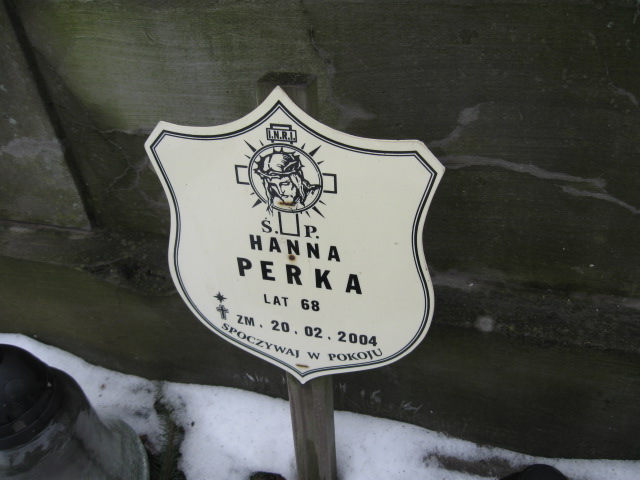 I.N.R.I.
Ś. P.
HANNA
PERKA
LAT 68
ZM. 20.02.2004
SPOCZYWAJ W POKOJU